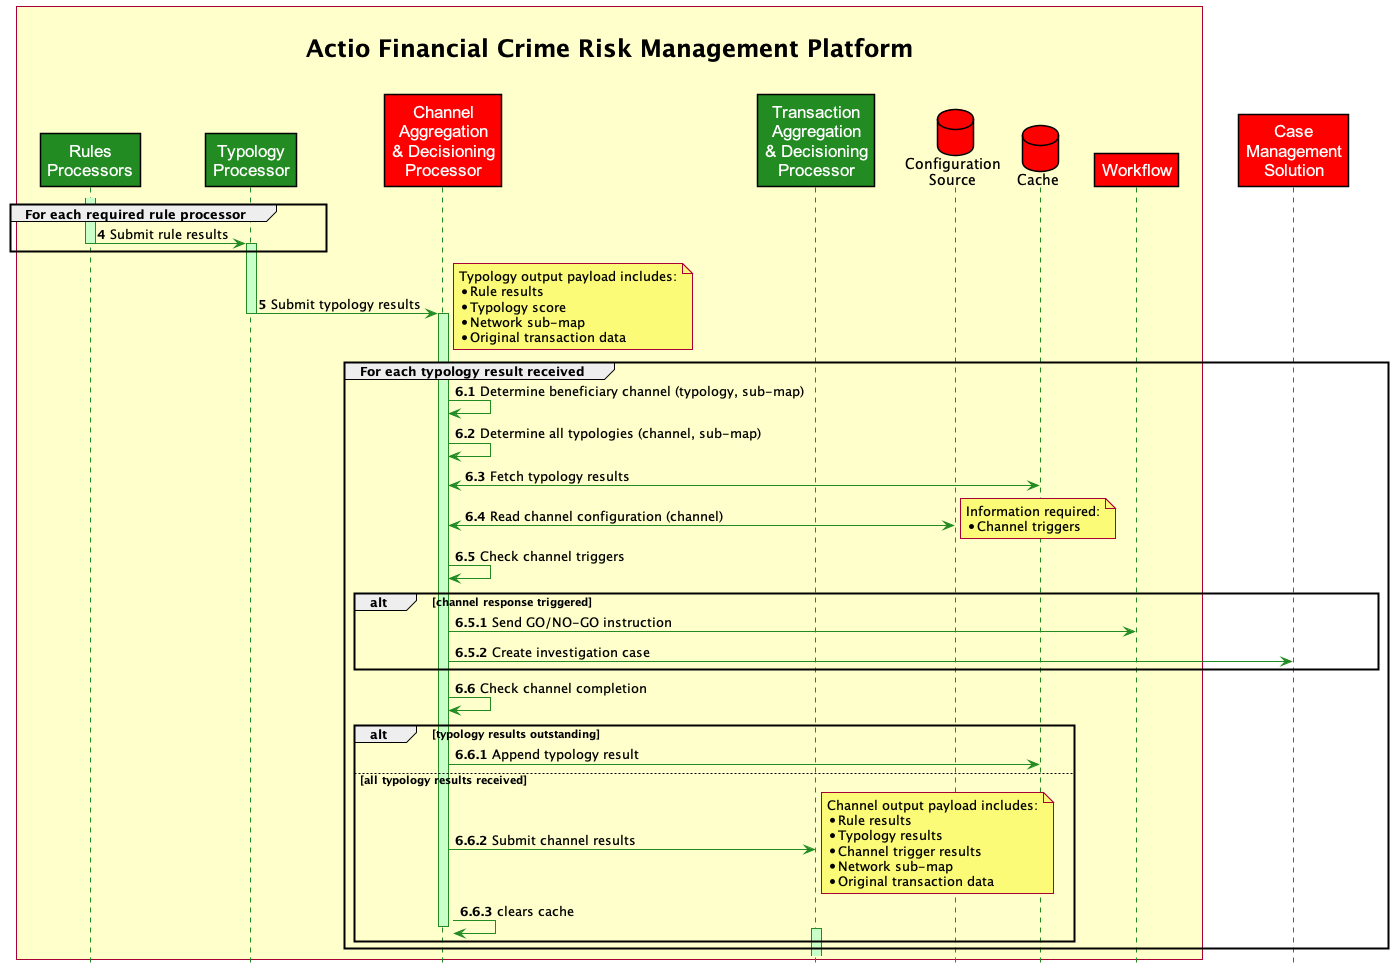 Actio Financial Crime Risk Management Platform
Rules
Processors
Typology
Processor
Channel
Aggregation
& Decisioning
Processor
Transaction
Aggregation
& Decisioning
Processor
Configuration
Source
Cache
Workflow
Case
Management
Solution
For each required rule processor
4 Submit rule results
5 Submit typology results
Typology output payload includes:
• Rule results
• Typology score
• Network sub-map
• Original transaction data
For each typology result received
6.1 Determine beneficiary channel (typology, sub-map)
6.2 Determine all typologies (channel, sub-map)
6.3 Fetch typology results
6.4 Read channel configuration (channel)
Information required:
• Channel triggers
6.5 Check channel triggers
alt [channel response triggered]
6.5.1 Send GO/NO-GO instruction
6.5.2 Create investigation case
6.6 Check channel completion
alt [typology results outstanding]
6.6.1 Append typology result
[all typology results received]
Channel output payload includes:
• Rule results
• Typology results
• Channel trigger results
• Network sub-map
• Original transaction data
6.6.2 Submit channel results
6.6.3 clears cache